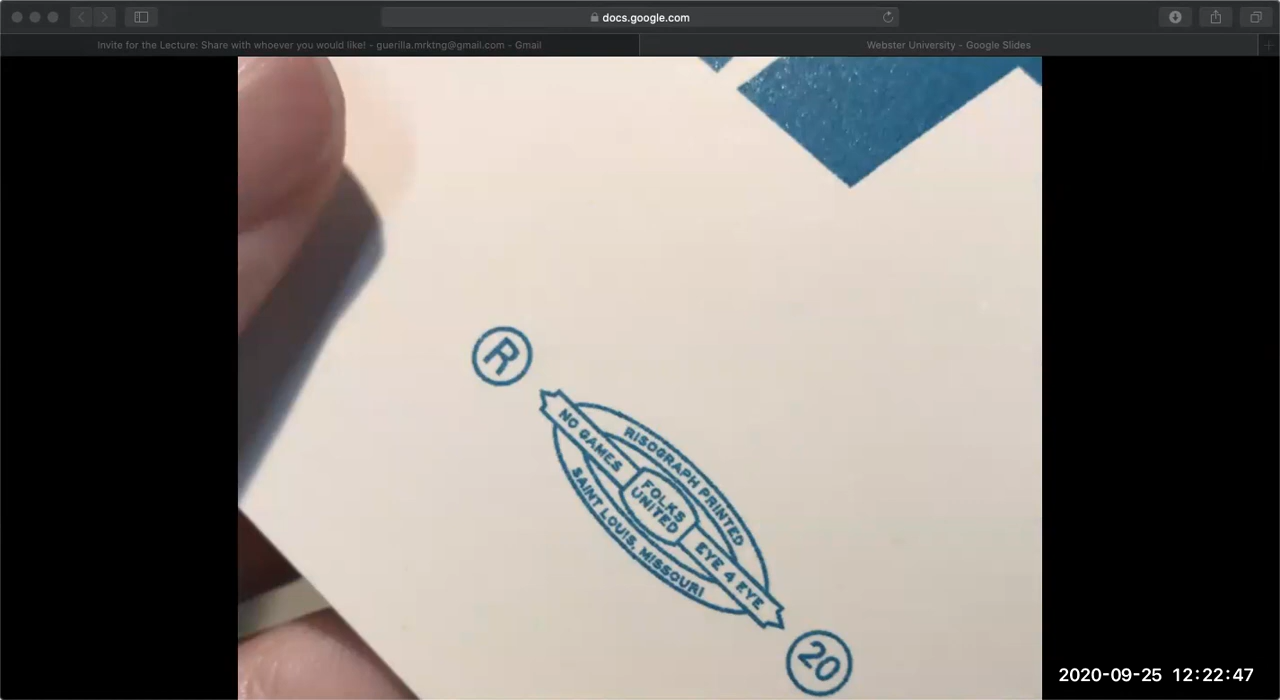 docs.google.com
Invite for the Lecture: Share with whoever you would like! - guerilla.mrktng@gmail.com - Gmail
Webster University - Google Slides
R
NO GAMES
RISOGRAPH PRINTED
FOLKS
UNITED
SAINT LOUIS, MISSOURI
EYE 4 EYE
20
2020-09-25 12:22:47